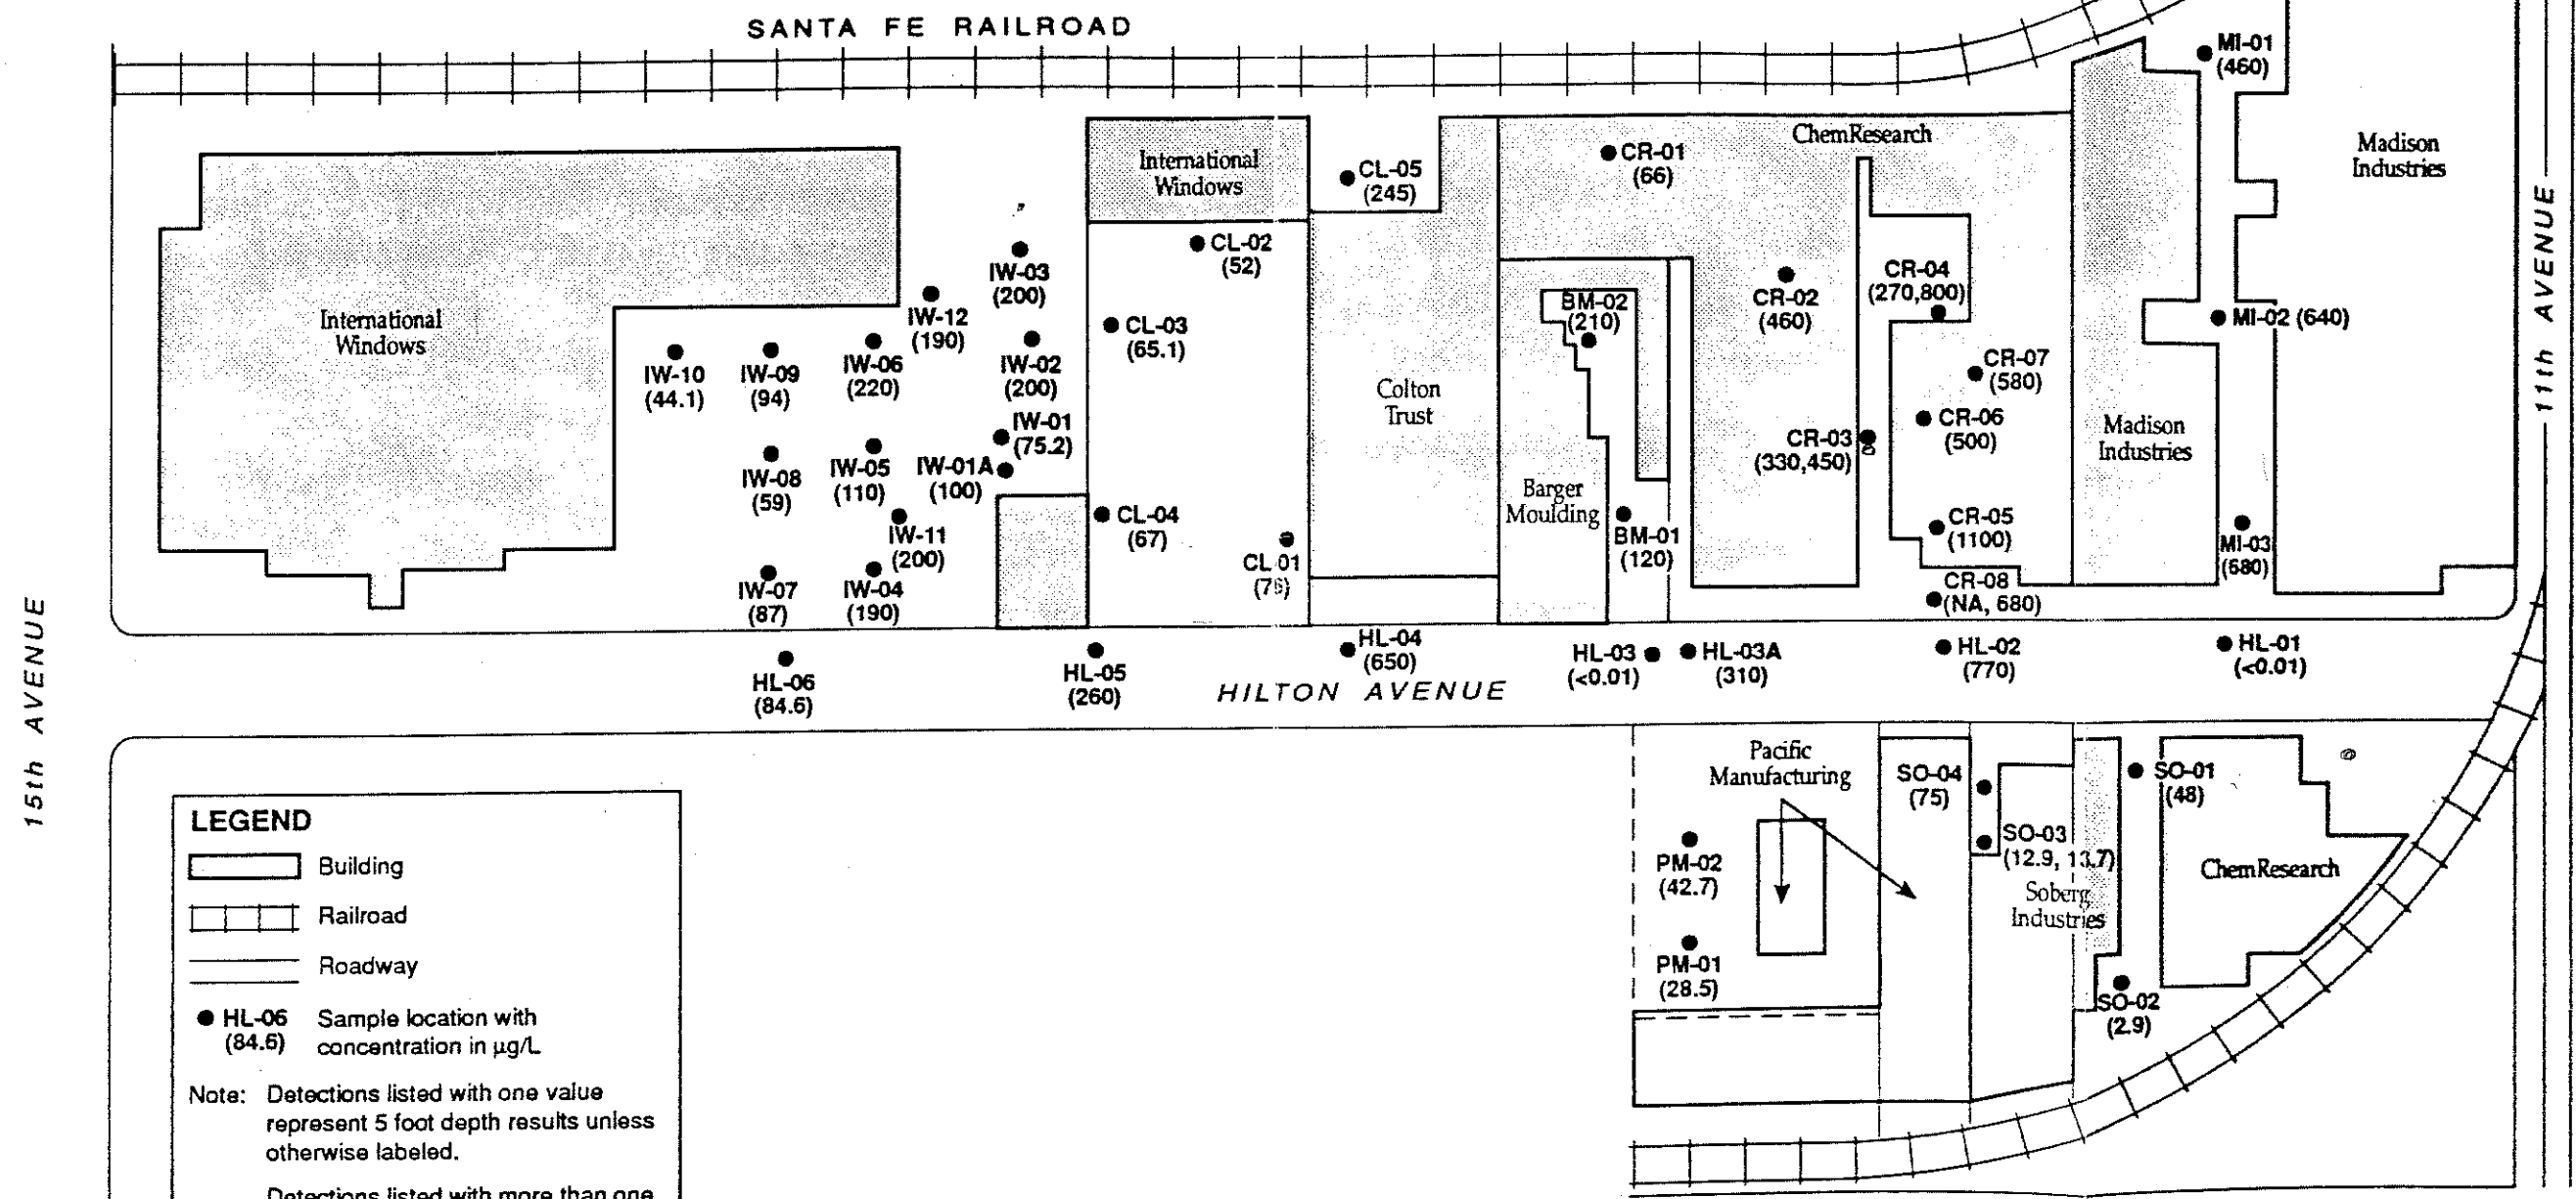 SANTA FE RAILROAD
MI-01
(460)
Madison
Industries
11th AVENUE
ChemResearch
CR-01
(66)
International
Windows
CL-05
(245)
CL-02
(52)
IW-03
(200)
CR-04
(270,800)
CR-02
(460)
BM-02
(210)
IW-12
(190)
CL-03
(65.1)
MI-02 (640)
International
Windows
IW-10
(44.1)
IW-09
(94)
IW-06
(220)
IW-02
(200)
CR-07
(580)
Colton
Trust
CR-06
(500)
IW-01
(75.2)
CR-03
(330,450)
Madison
Industries
IW-08
(59)
IW-05
(110)
IW-01A
(100)
Barger
Moulding
CL-04
(67)
IW-11
(200)
BM-01
(120)
CR-05
(1100)
MI-03
(680)
CL-01
IW-07
(87)
IW-04
(190)
CR-08
(NA, 680)
15th AVENUE
HL-06
(84.6)
HL-05
(260)
HL-04
(650)
HL-03
(<0.01)
HL-03A
(310)
HL-02
(770)
HL-01
(<0.01)
HILTON AVENUE
Pacific
Manufacturing
SO-04
(75)
SO-01
(48)
SO-03
(12.9, 13.7)
PM-02
(42.7)
Soberg
Industries
ChemResearch
PM-01
(28.5)
SO-02
(2.9)
LEGEND
Building
Railroad
Roadway
HL-06
(84.6)
Sample location with
concentration in µg/L
Note: Detections listed with one value
represent 5 foot depth results unless
otherwise labeled.
Detections listed with more than one